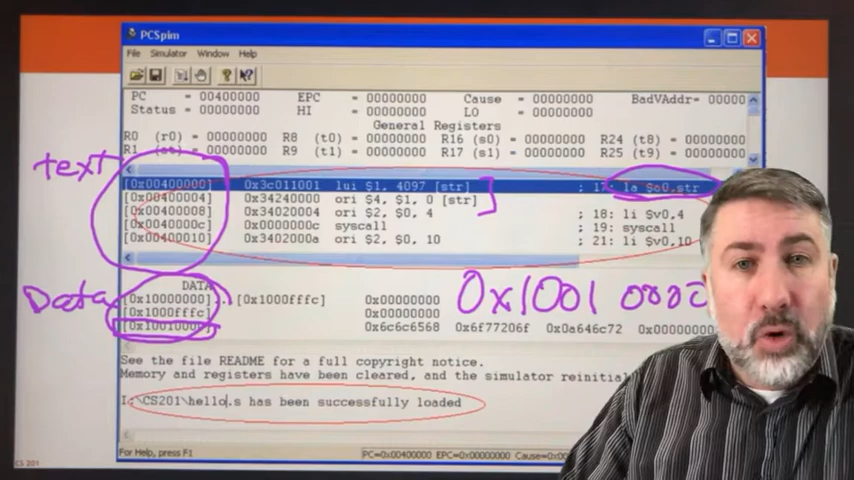 PCSpim
File Simulator Window Help
PC = 00400000 EPC = 00000000 Cause = 00000000 BadVAddr= 00000
Status = 00000000 HI = 00000000 LO = 00000000
General Registers
R0 (r0) = 00000000 R8 (t0) = 00000000 R16 (s0) = 00000000 R24 (t8) = 00000000
R1 = 00000000 R9 (t1) = 00000000 R17 (s1) = 00000000 R25 (t9) = 00000000
text
[0x00400000] 0x3c011001 lui $1, 4097 [str] ; 17: la $a0,str
[0x00400004] 0x34240000 ori $4, $1, 0 [str]
[0x00400008] 0x34020004 ori $2, $0, 4 ; 18: li $v0,4
[0x0040000c] 0x0000000c syscall ; 19: syscall
[0x00400010] 0x3402000a ori $2, $0, 10 ; 21: li $v0,10
DATA
Data
[0x10000000]...[0x1000fffc] 0x00000000
[0x1000fffc] 0x00000000
0x1001 0000
0x6c6c6568 0x6f77206f 0x0a646c72 0x00000000
See the file README for a full copyright notice.
Memory and registers have been cleared, and the simulator reinitial
I:\CS201\hello.s has been successfully loaded
For Help, press F1 PC=0x00400000 EPC=0x00000000 Cause=0x00
CS 201